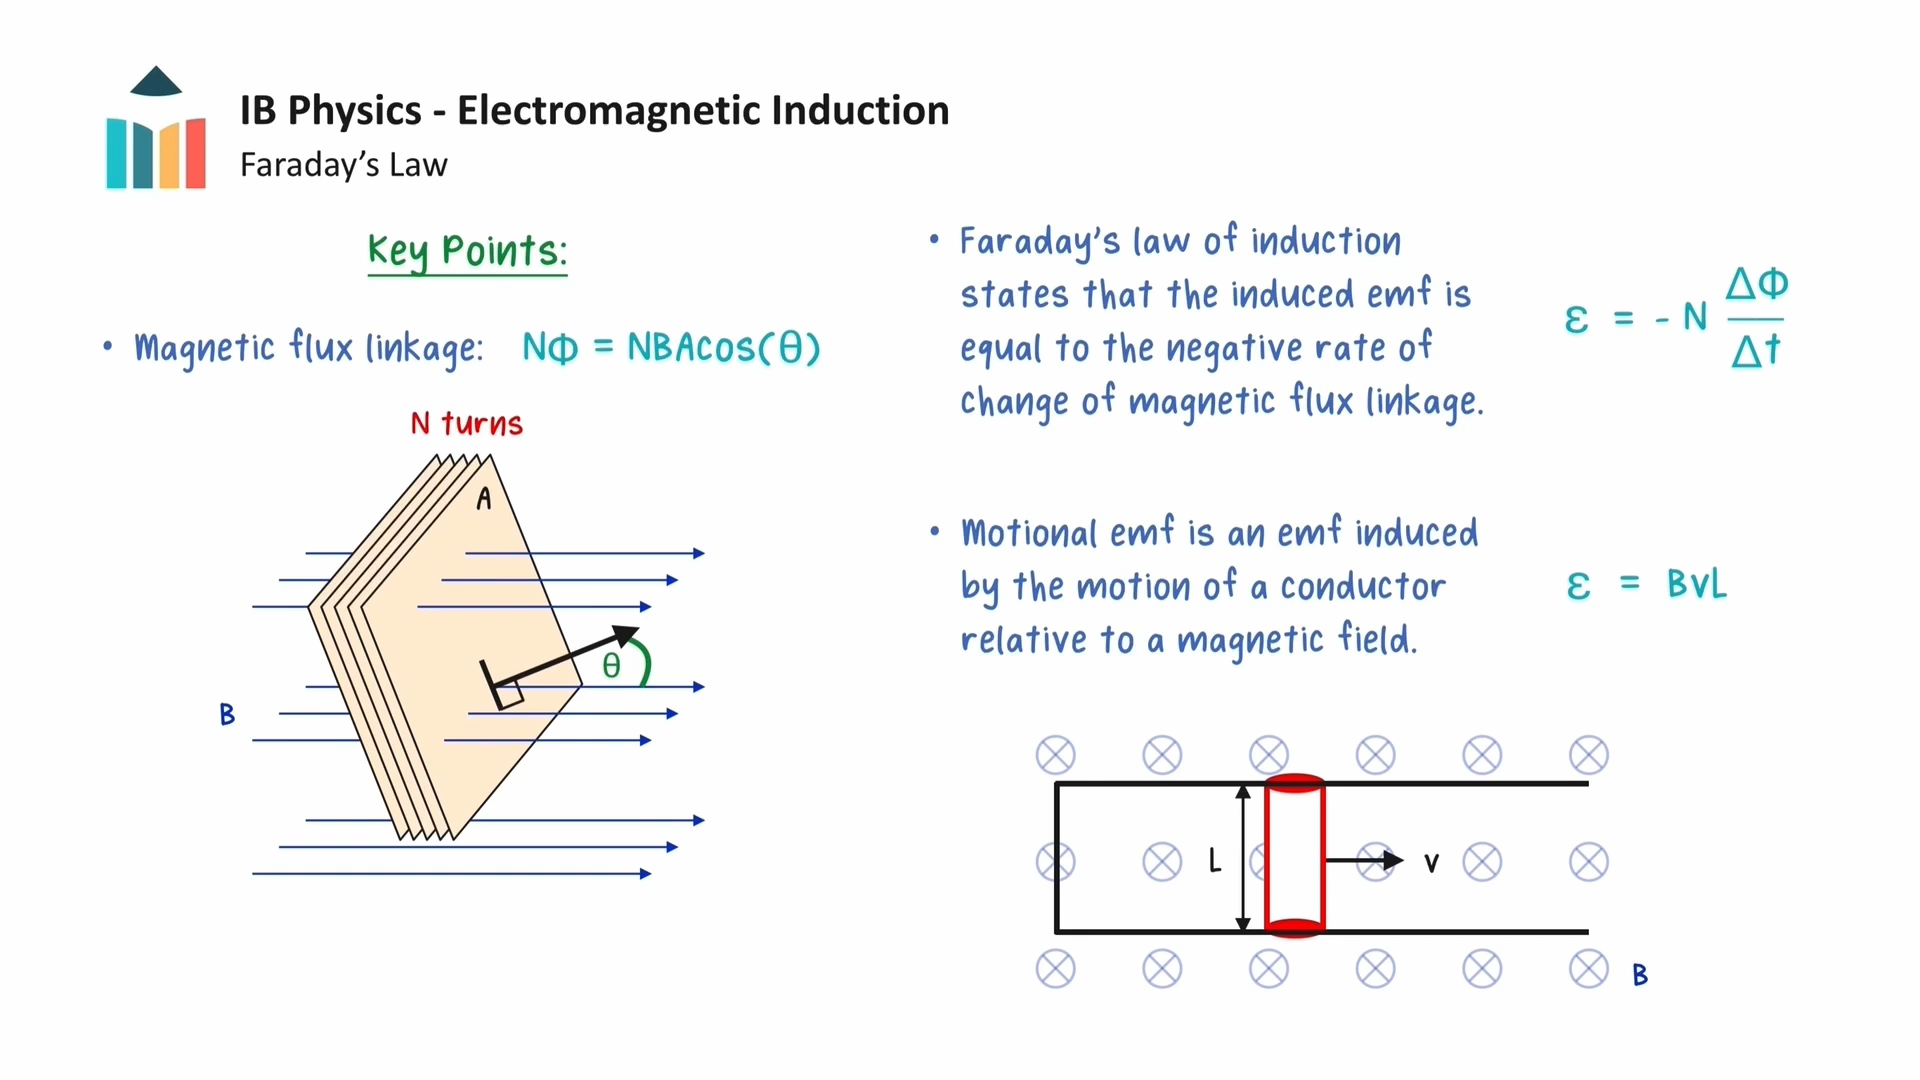 IB Physics - Electromagnetic Induction
Faraday’s Law
Key Points:
• Magnetic flux linkage: NΦ = NBAcos(θ)
N turns
A
θ
B
• Faraday’s law of induction
states that the induced emf is
equal to the negative rate of
change of magnetic flux linkage.
ε = - N ΔΦ
Δt
• Motional emf is an emf induced
by the motion of a conductor
relative to a magnetic field.
ε = BvL
L
v
B